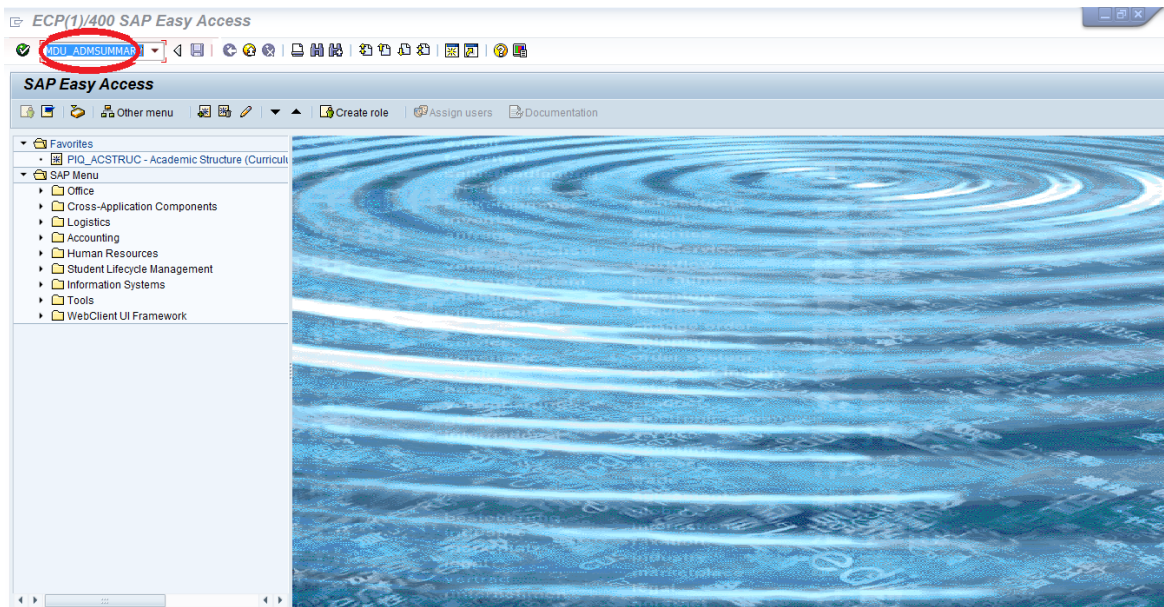 ECP(1)/400 SAP Easy Access
MDU_ADMSUMMAR
SAP Easy Access
Other menu Create role Assign users Documentation
Favorites
PIQ_ACSTRUC - Academic Structure (Curricul
SAP Menu
Office
Cross-Application Components
Logistics
Accounting
Human Resources
Student Lifecycle Management
Information Systems
Tools
WebClient UI Framework